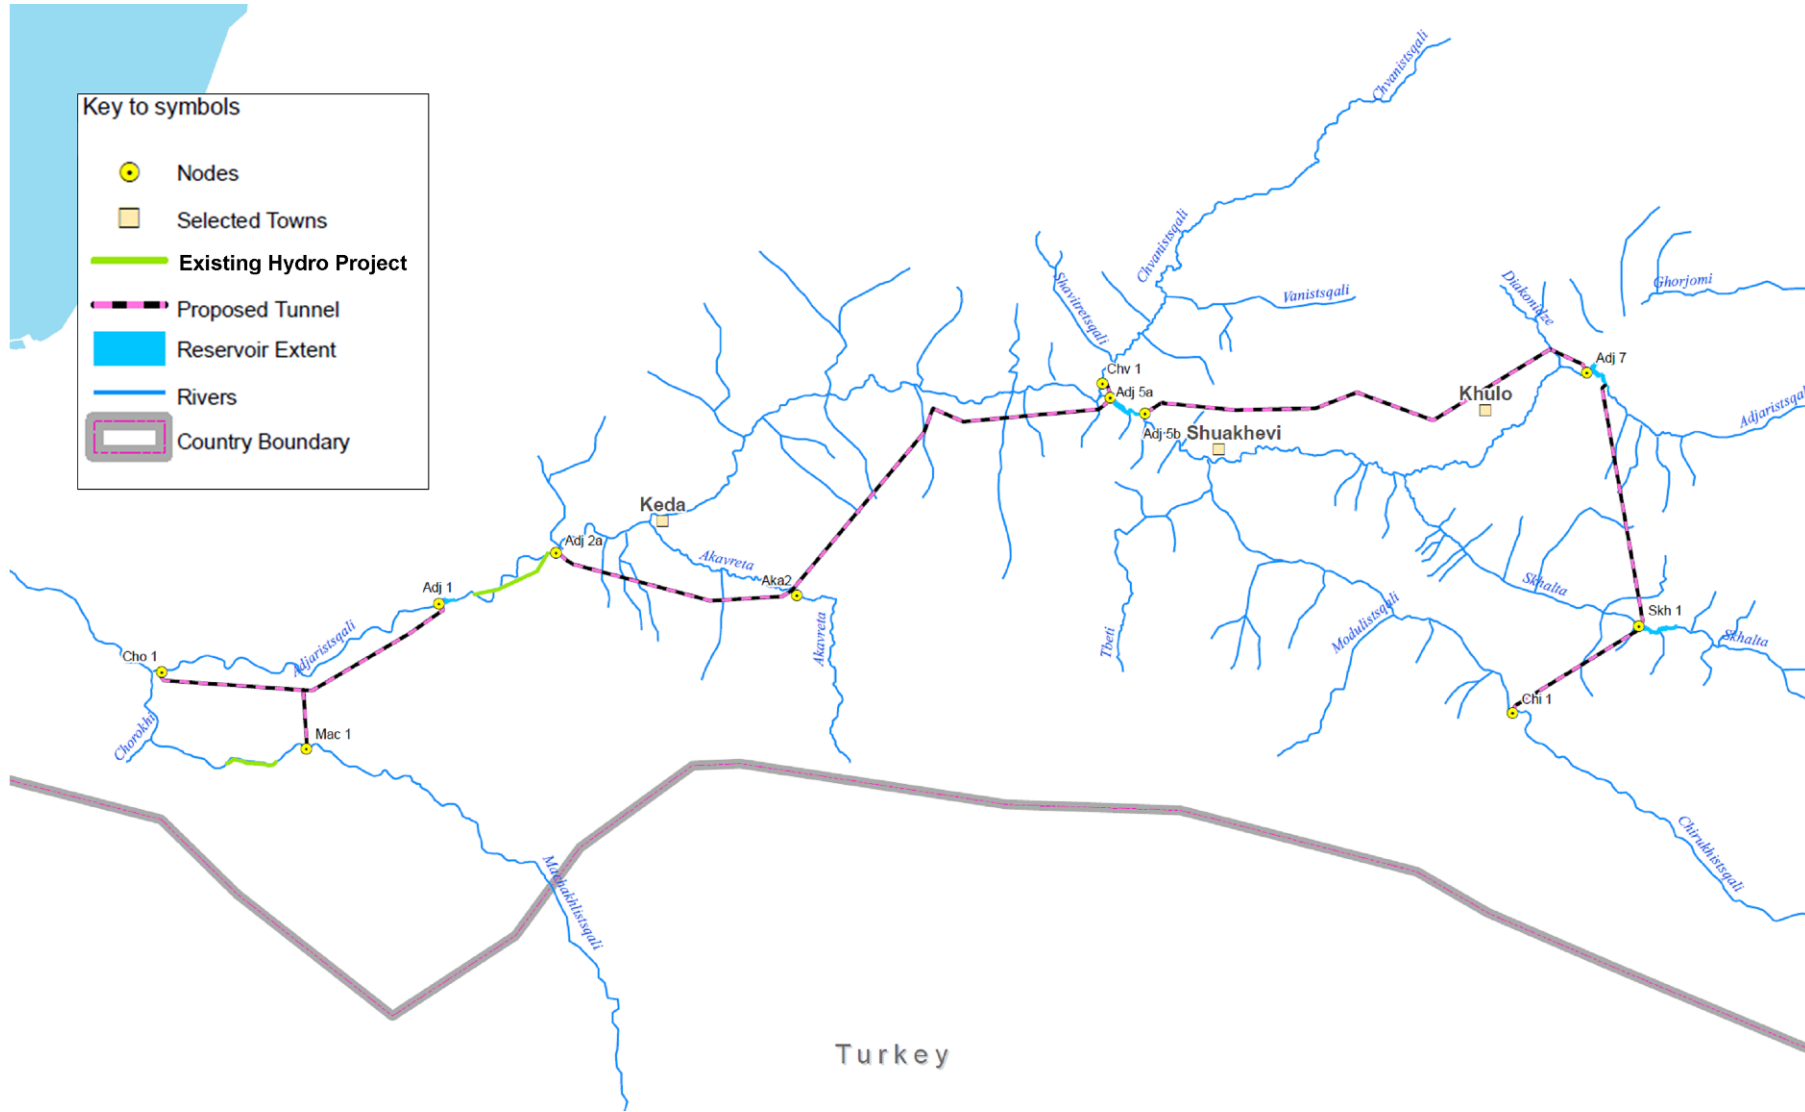 Key to symbols
Nodes
Selected Towns
Existing Hydro Project
Proposed Tunnel
Reservoir Extent
Rivers
Country Boundary
Chvanistsqali
Chvanistsqali
Shavitretsqali
Vanistsqali
Diakonidze
Ghorjomi
Chv 1
Adj 5a
Adj 5b
Shuakhevi
Khulo
Adj 7
Adjaristsqali
Keda
Adj 2a
Akavreta
Aka2
Akavreta
Adj 1
Adjaristsqali
Cho 1
Chorokhi
Mac 1
Machakhlistsqali
Tbeti
Modulistsqali
Skhalta
Skh 1
Skhalta
Chi 1
Chirukhistsqali
Turkey